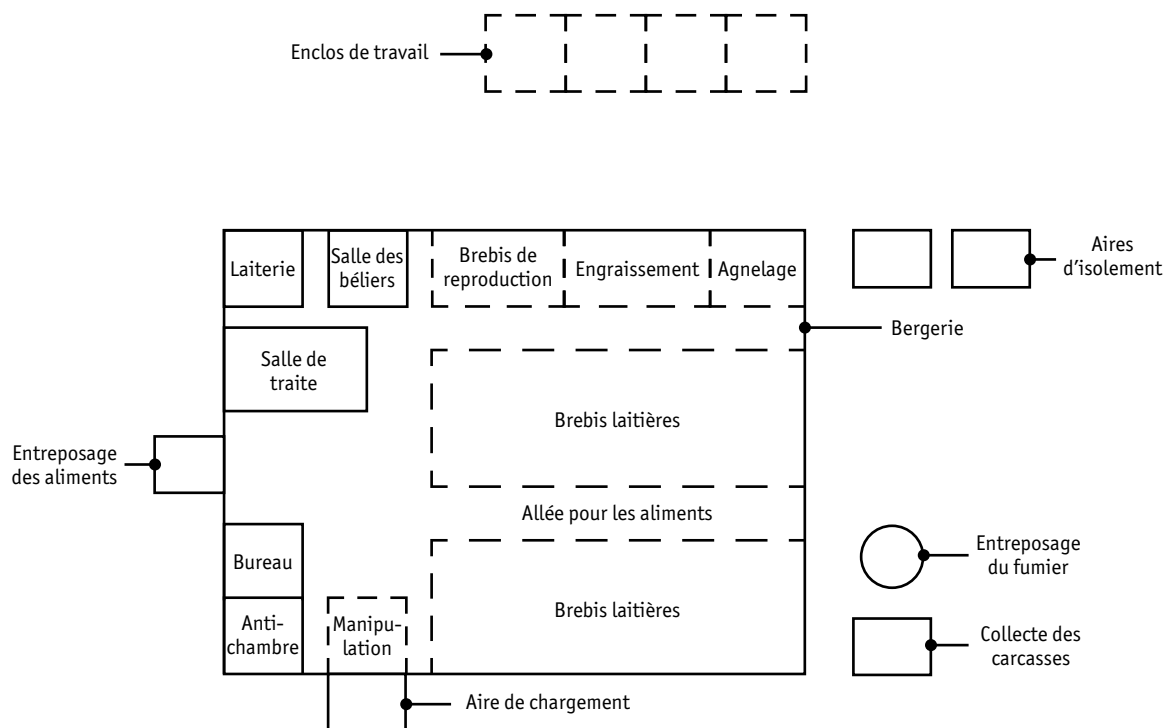 Enclos de travail
Laiterie
Salle des
béliers
Brebis de
reproduction
Engraissement
Agnelage
Aires
d'isolement
Bergerie
Salle de
traite
Brebis laitières
Entreposage
des aliments
Allée pour les aliments
Bureau
Entreposage
du fumier
Brebis laitières
Anti-
chambre
Manipu-
lation
Collecte des
carcasses
Aire de chargement